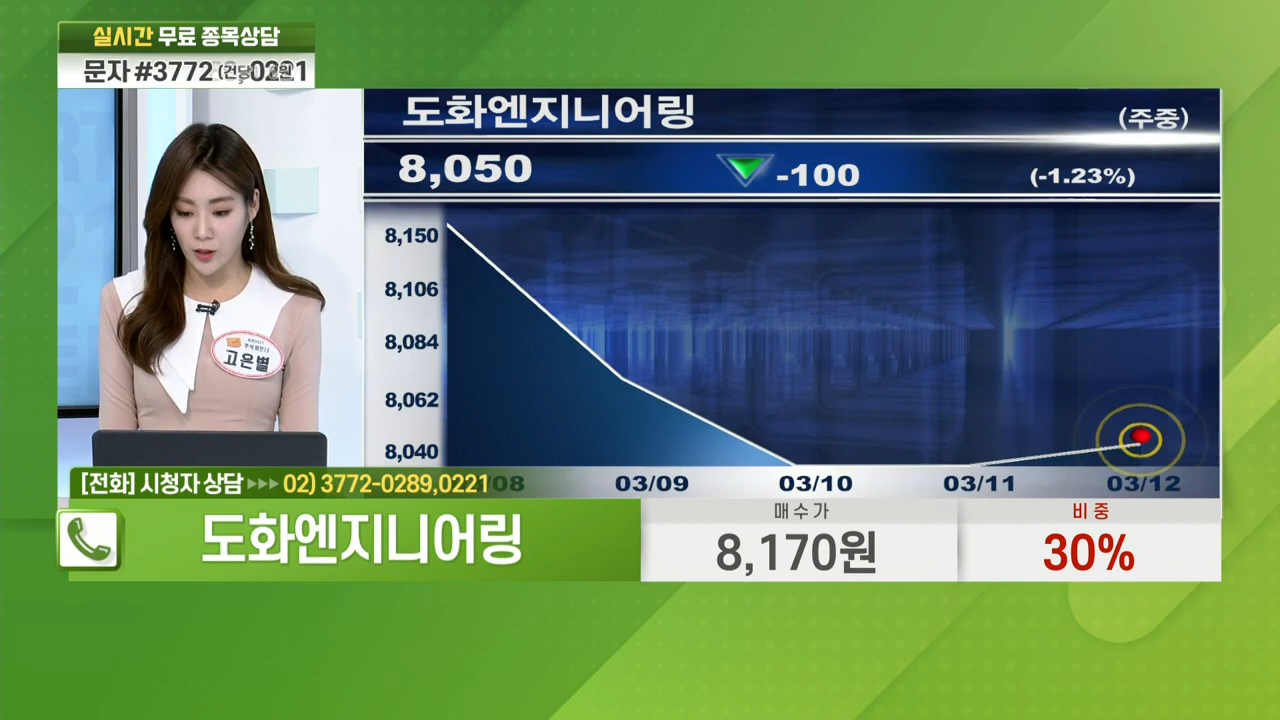 실시간 무료 종목상담
문자 #3772
도화엔지니어링
(주중)
8,050
-100
(-1.23%)
8,150
8,106
8,084
8,062
8,040
고은별
[전화] 시청자 상담 ▷▷▷ 02) 3772-0289,0221
03/09
03/10
03/11
03/12
도화엔지니어링
매수가
8,170원
비중
30%